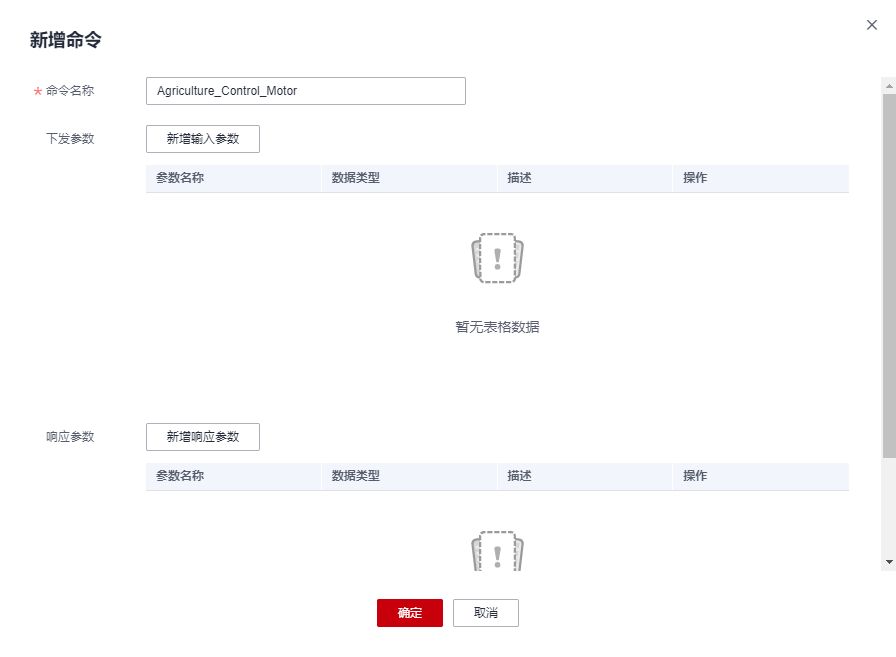 新增命令
* 命令名称 Agriculture_Control_Motor
下发参数 新增输入参数
参数名称 数据类型 描述 操作
暂无表格数据
响应参数 新增响应参数
参数名称 数据类型 描述 操作
确定 取消